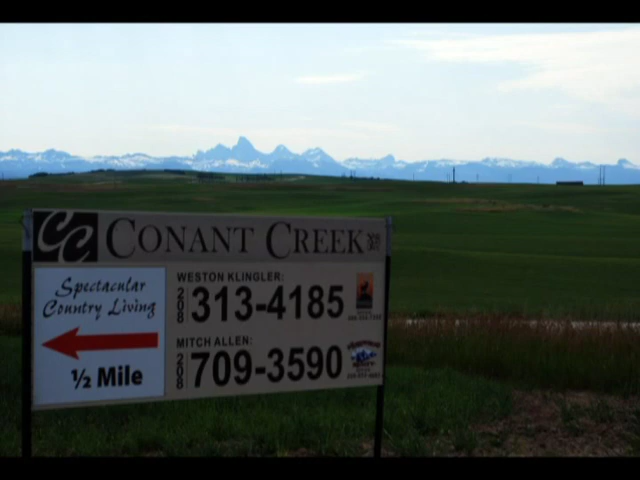 CC CONANT CREEK
Spectacular
Country Living
½ Mile
WESTON KLINGLER:
208 313-4185
MITCH ALLEN:
208 709-3590